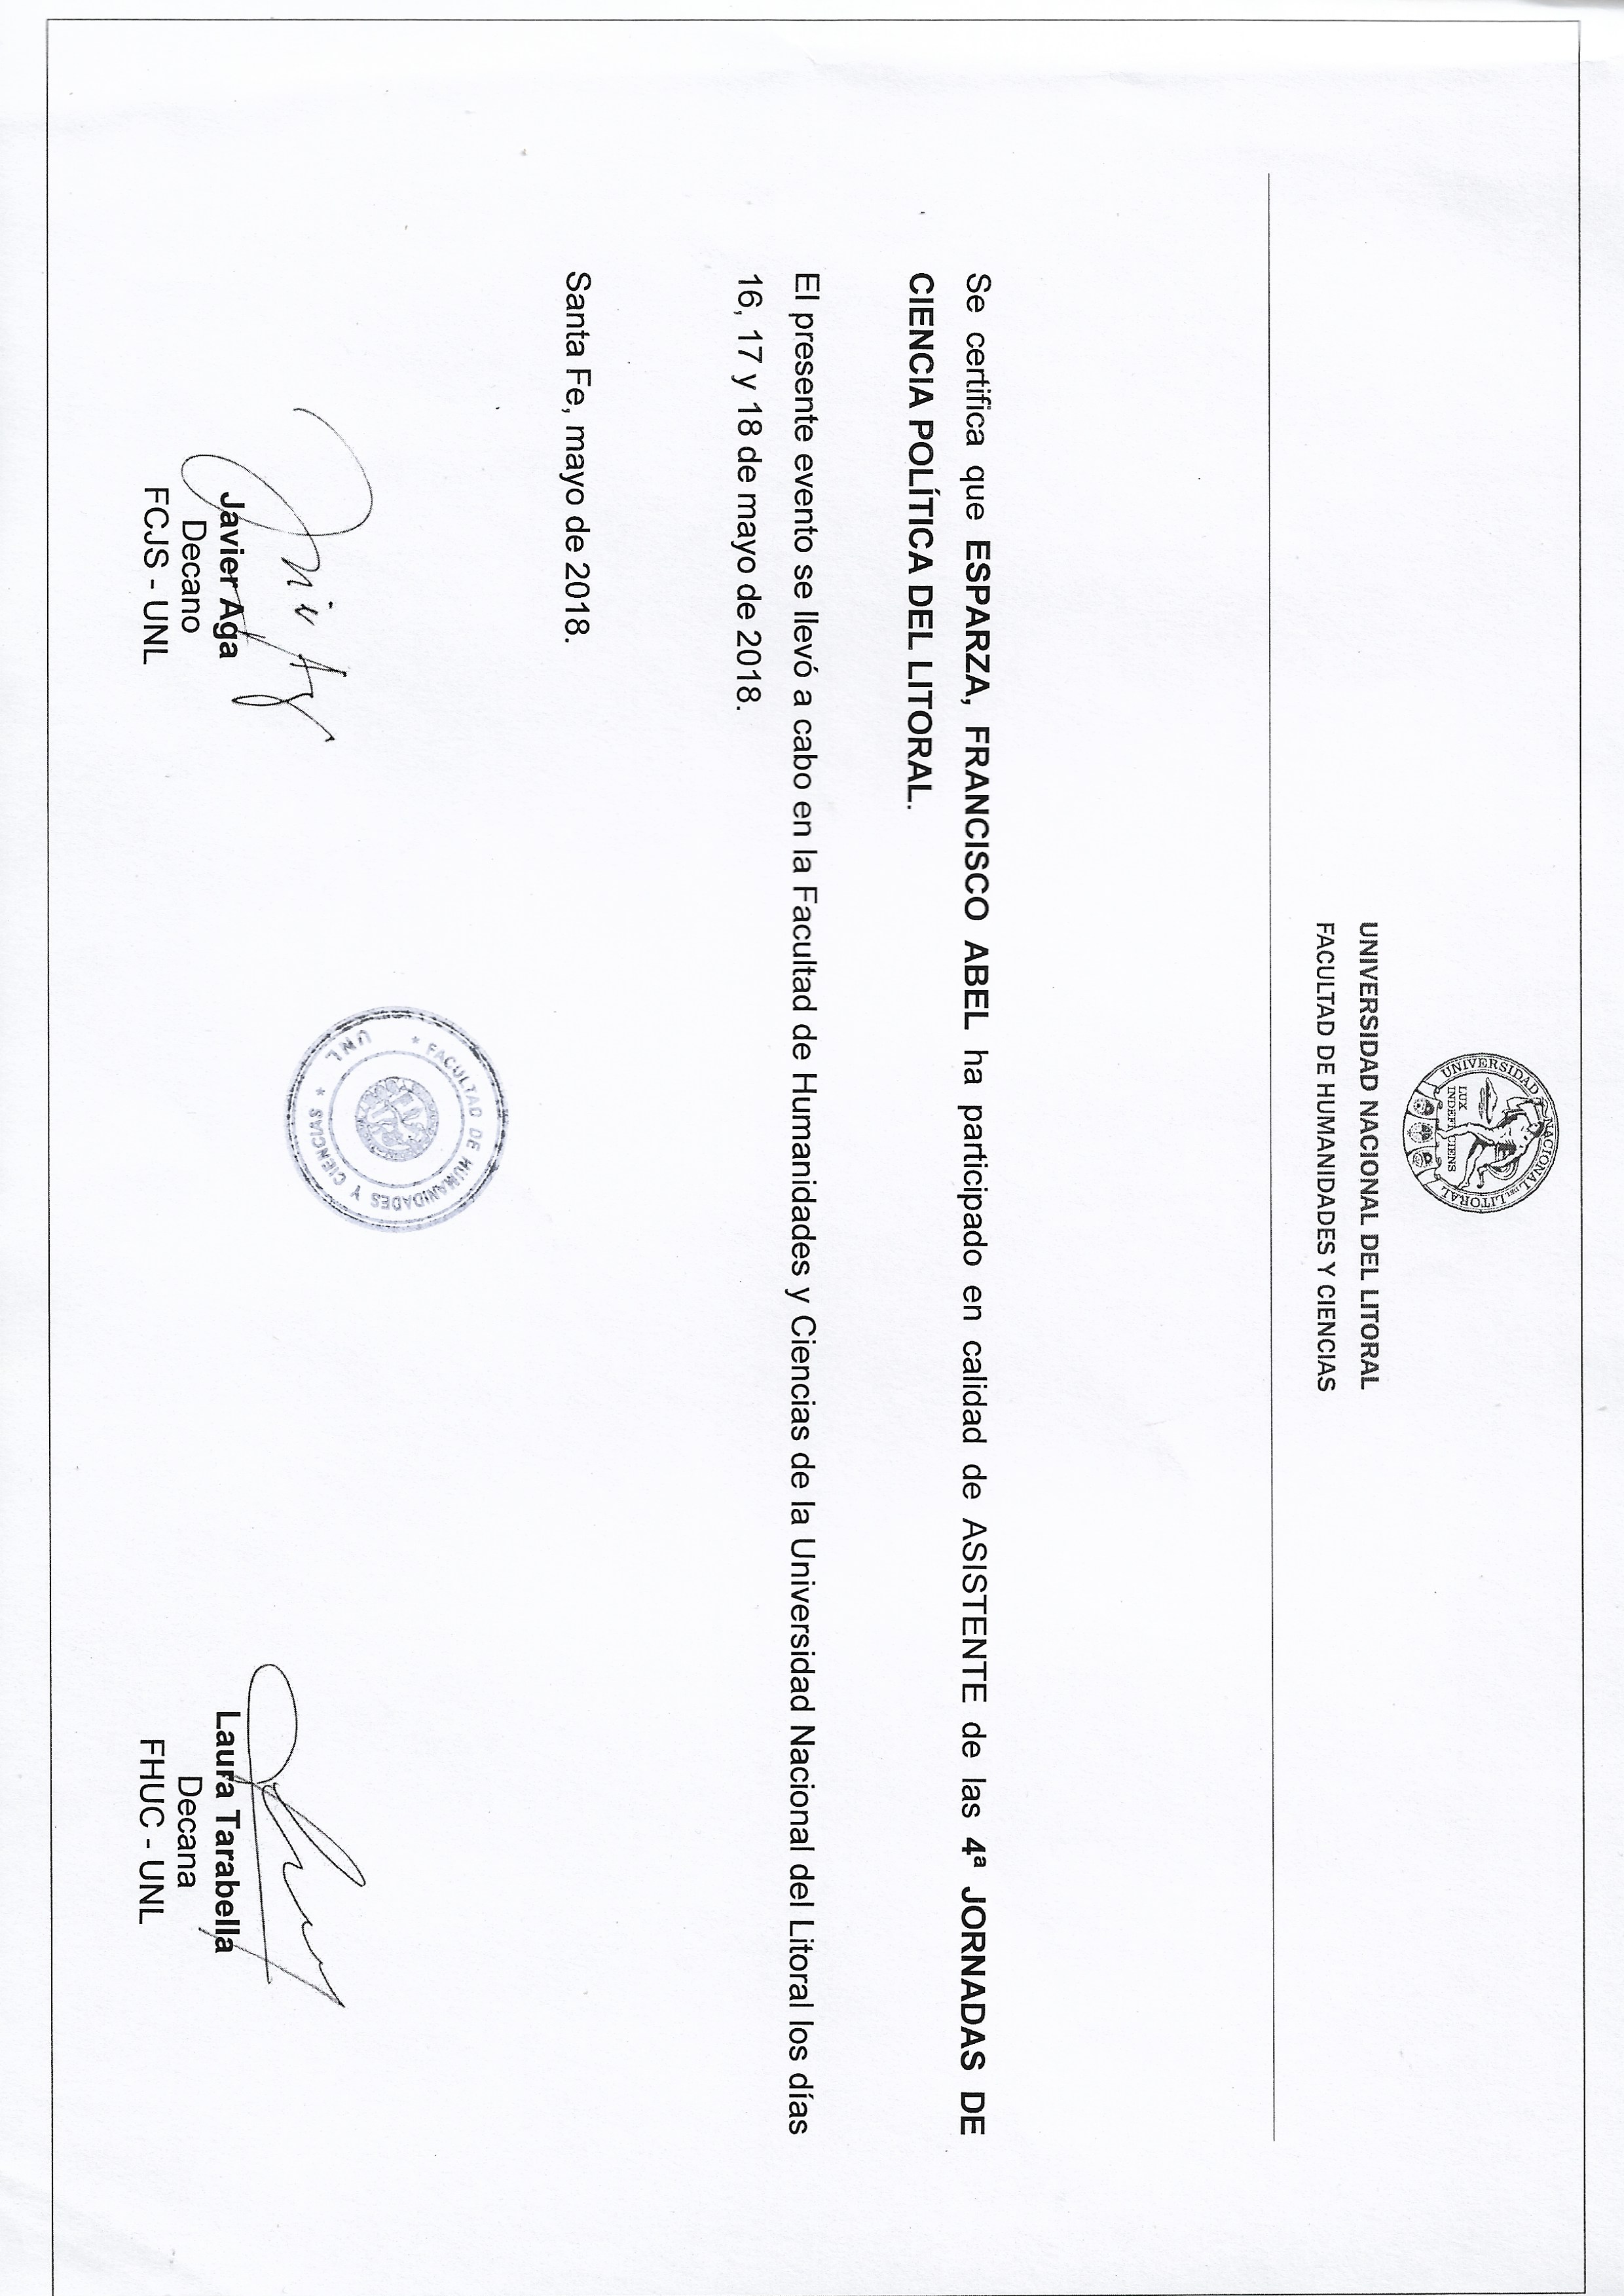 UNIVERSIDAD NACIONAL DEL LITORAL
LUX
INDEFICIENS
UNIVERSIDAD NACIONAL DEL LITORAL
FACULTAD DE HUMANIDADES Y CIENCIAS
Se certifica que ESPARZA, FRANCISCO ABEL ha participado en calidad de ASISTENTE de las 4ª JORNADAS DE
CIENCIA POLÍTICA DEL LITORAL.
El presente evento se llevó a cabo en la Facultad de Humanidades y Ciencias de la Universidad Nacional del Litoral los días
16, 17 y 18 de mayo de 2018.
Santa Fe, mayo de 2018.
* FACULTAD DE HUMANIDADES Y CIENCIAS *
UNL
Javier Aga
Javier Aga
Decano
FCJS - UNL
Laura Tarabella
Decana
FHUC - UNL